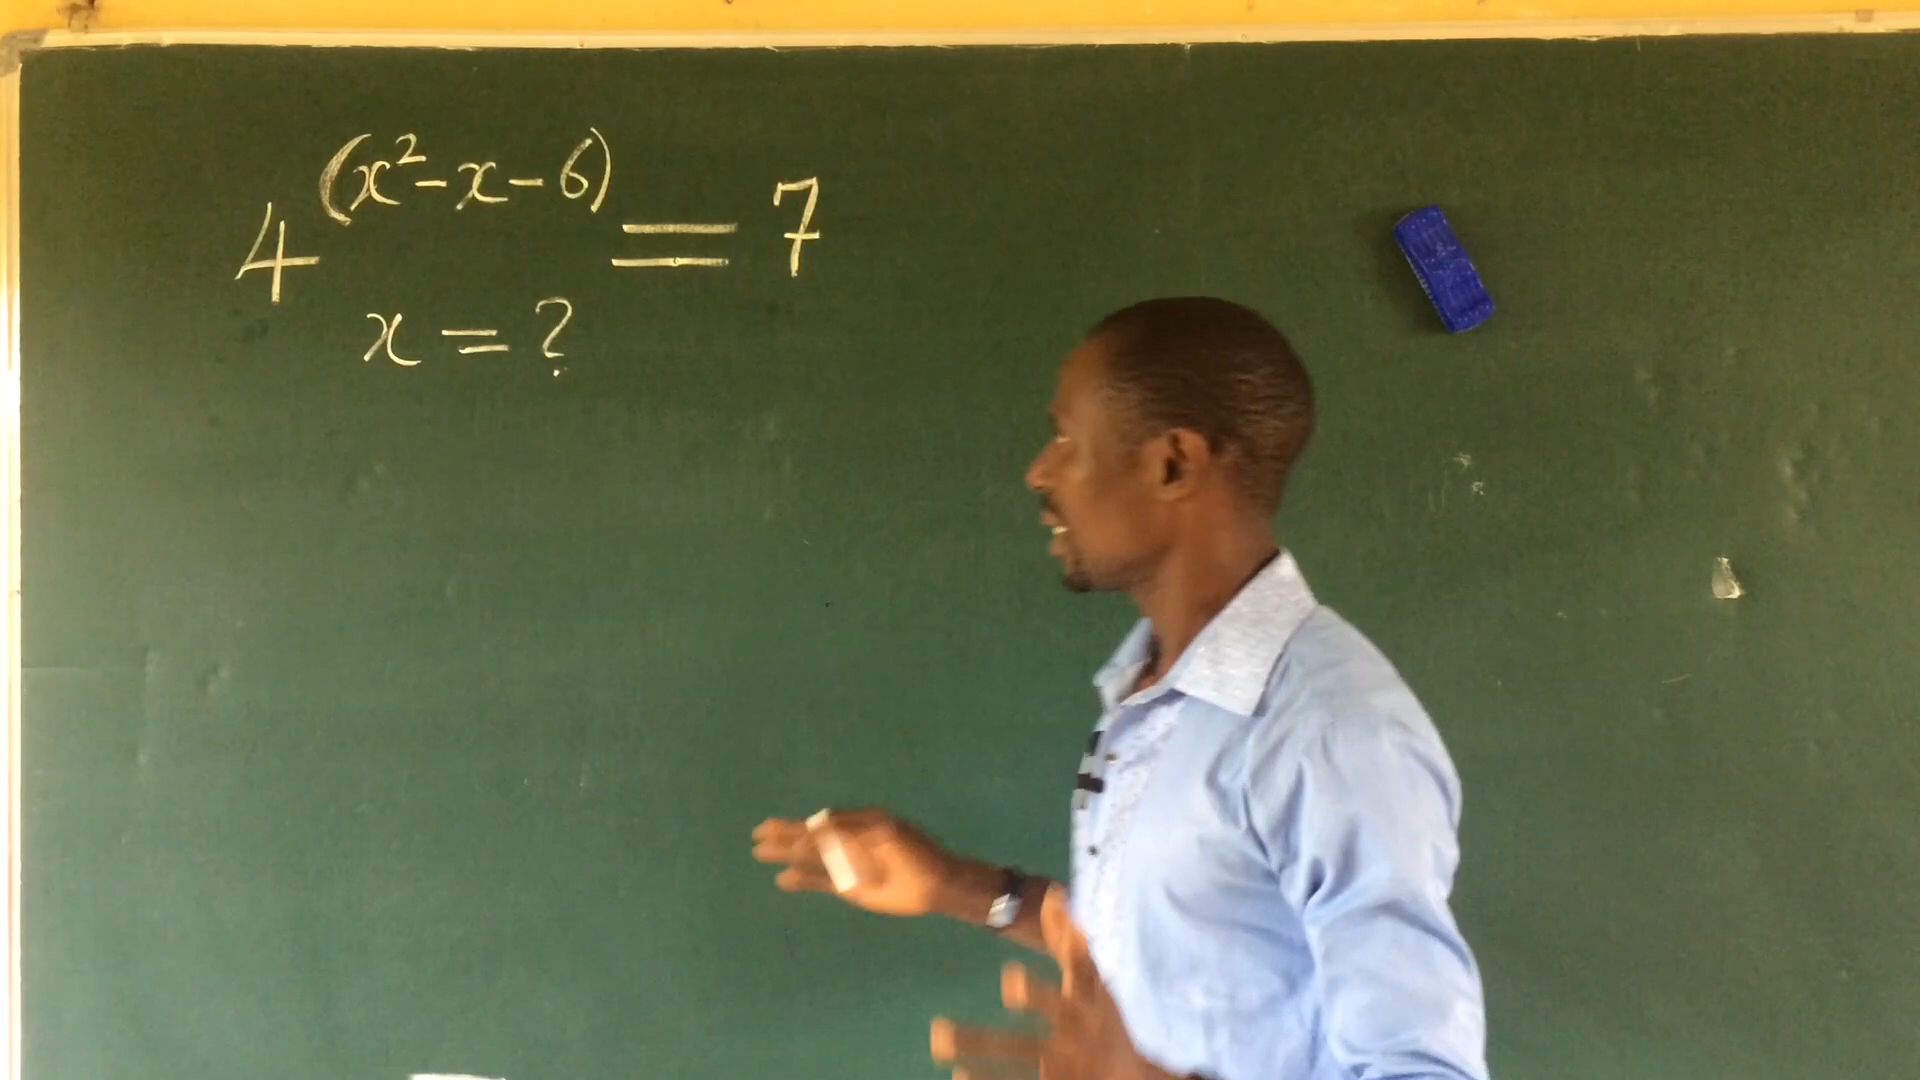 4^(x²-x-6) = 7
x = ?